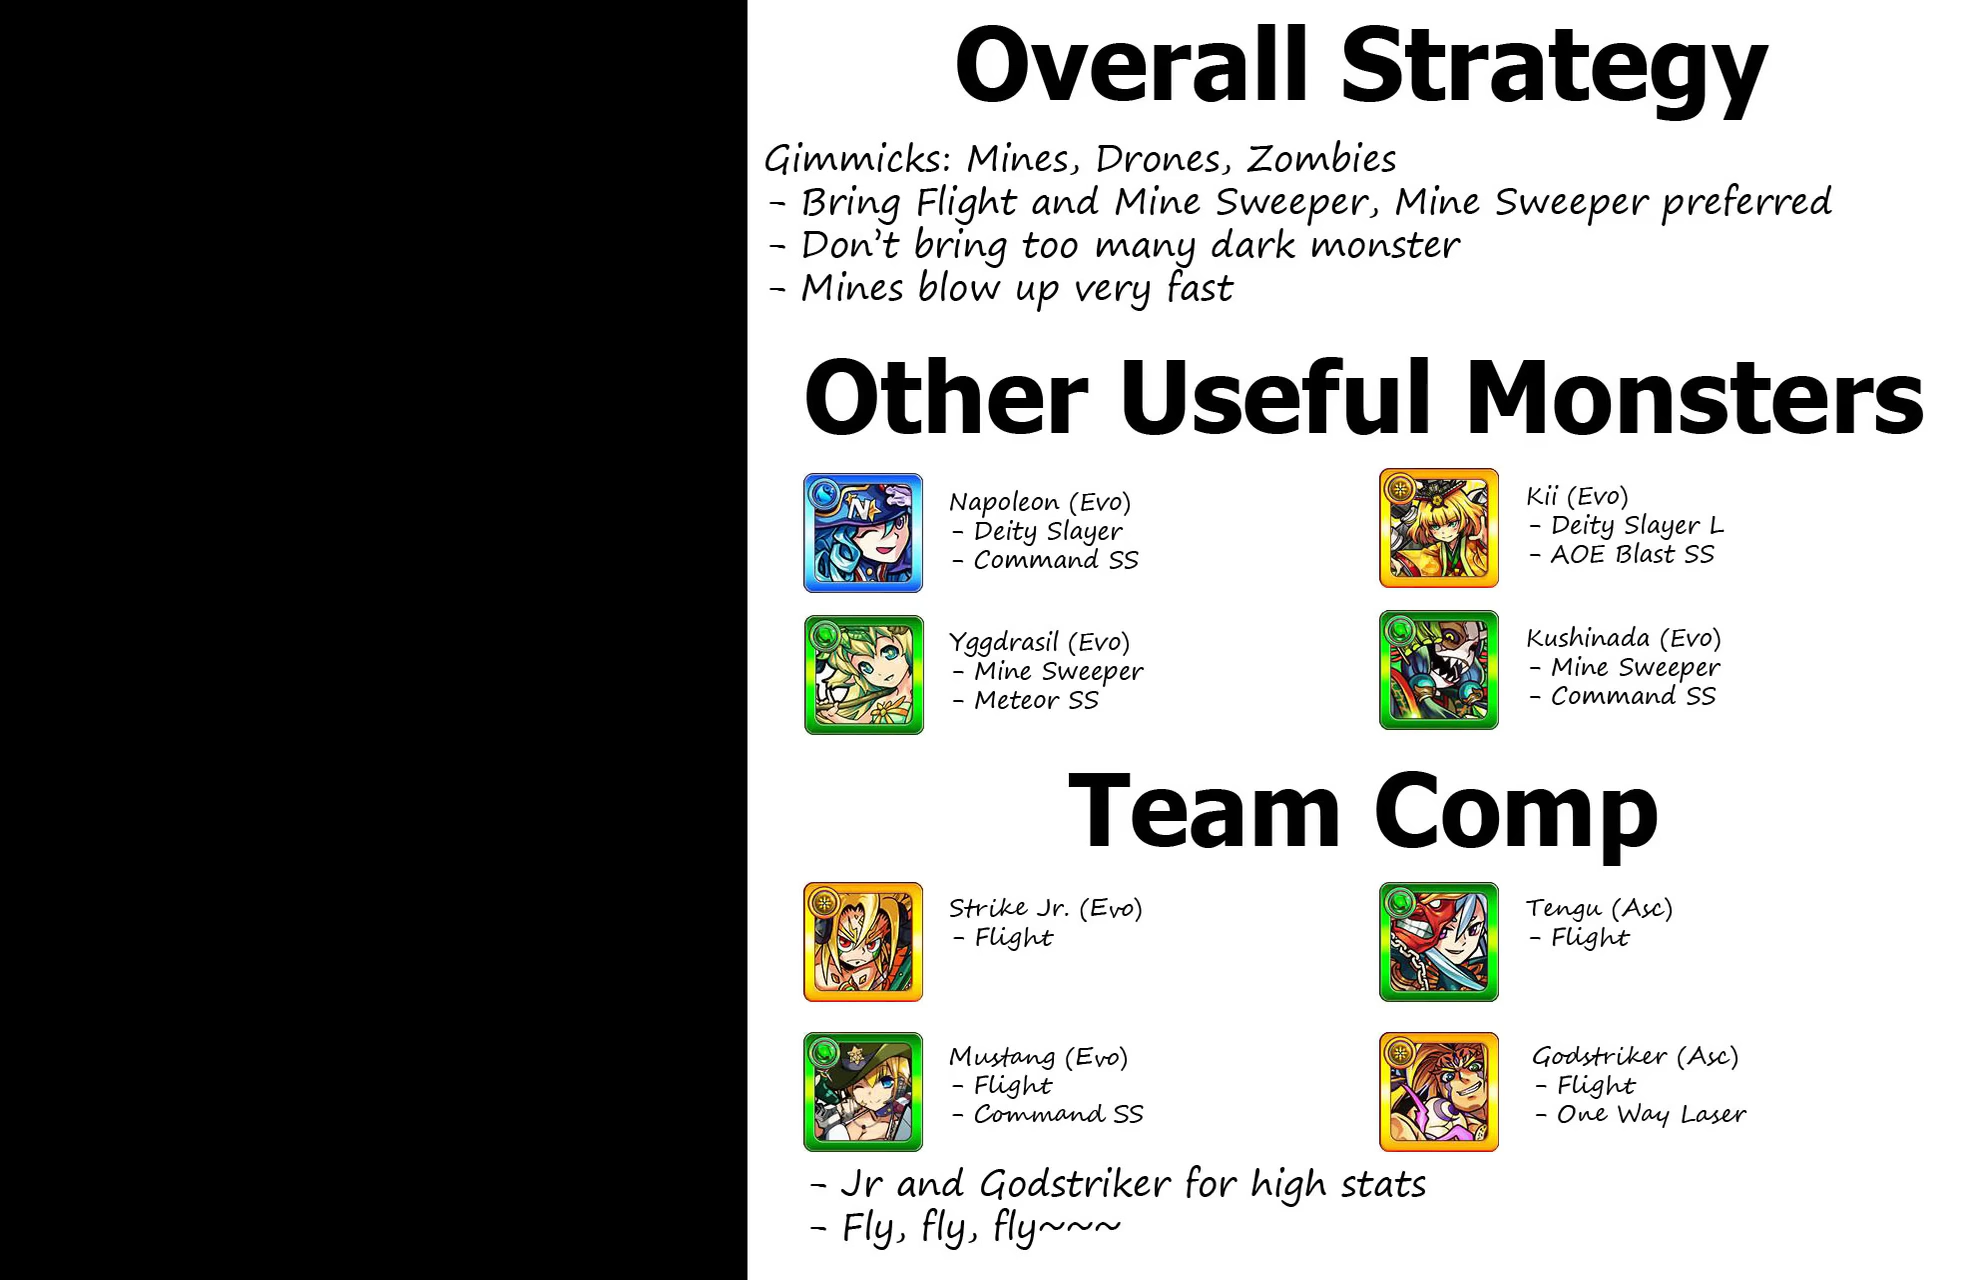 Overall Strategy
Gimmicks: Mines, Drones, Zombies
- Bring Flight and Mine Sweeper, Mine Sweeper preferred
- Don't bring too many dark monster
- Mines blow up very fast
Other Useful Monsters
Napoleon (Evo)
- Deity Slayer
- Command SS
Kii (Evo)
- Deity Slayer L
- AOE Blast SS
Yggdrasil (Evo)
- Mine Sweeper
- Meteor SS
Kushinada (Evo)
- Mine Sweeper
- Command SS
Team Comp
Strike Jr. (Evo)
- Flight
Tengu (Asc)
- Flight
Mustang (Evo)
- Flight
- Command SS
Godstriker (Asc)
- Flight
- One Way Laser
- Jr and Godstriker for high stats
- Fly, fly, fly~~~